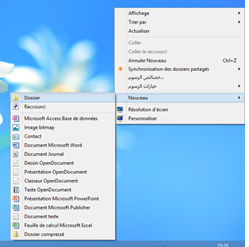 Affichage
Trier par
Actualiser
Coller
Coller le raccourci
Annuler Nouveau Ctrl+Z
Synchronisation des dossiers partagés
خصائص الرسوم...
خيارات الرسوم
Nouveau
Résolution d'écran
Personnaliser
Dossier
Raccourci
Microsoft Access Base de données
Image bitmap
Contact
Document Microsoft Word
Document Journal
Dessin OpenDocument
Présentation OpenDocument
Classeur OpenDocument
Texte OpenDocument
Présentation Microsoft PowerPoint
Document Microsoft Publisher
Document texte
Feuille de calcul Microsoft Excel
Dossier compressé